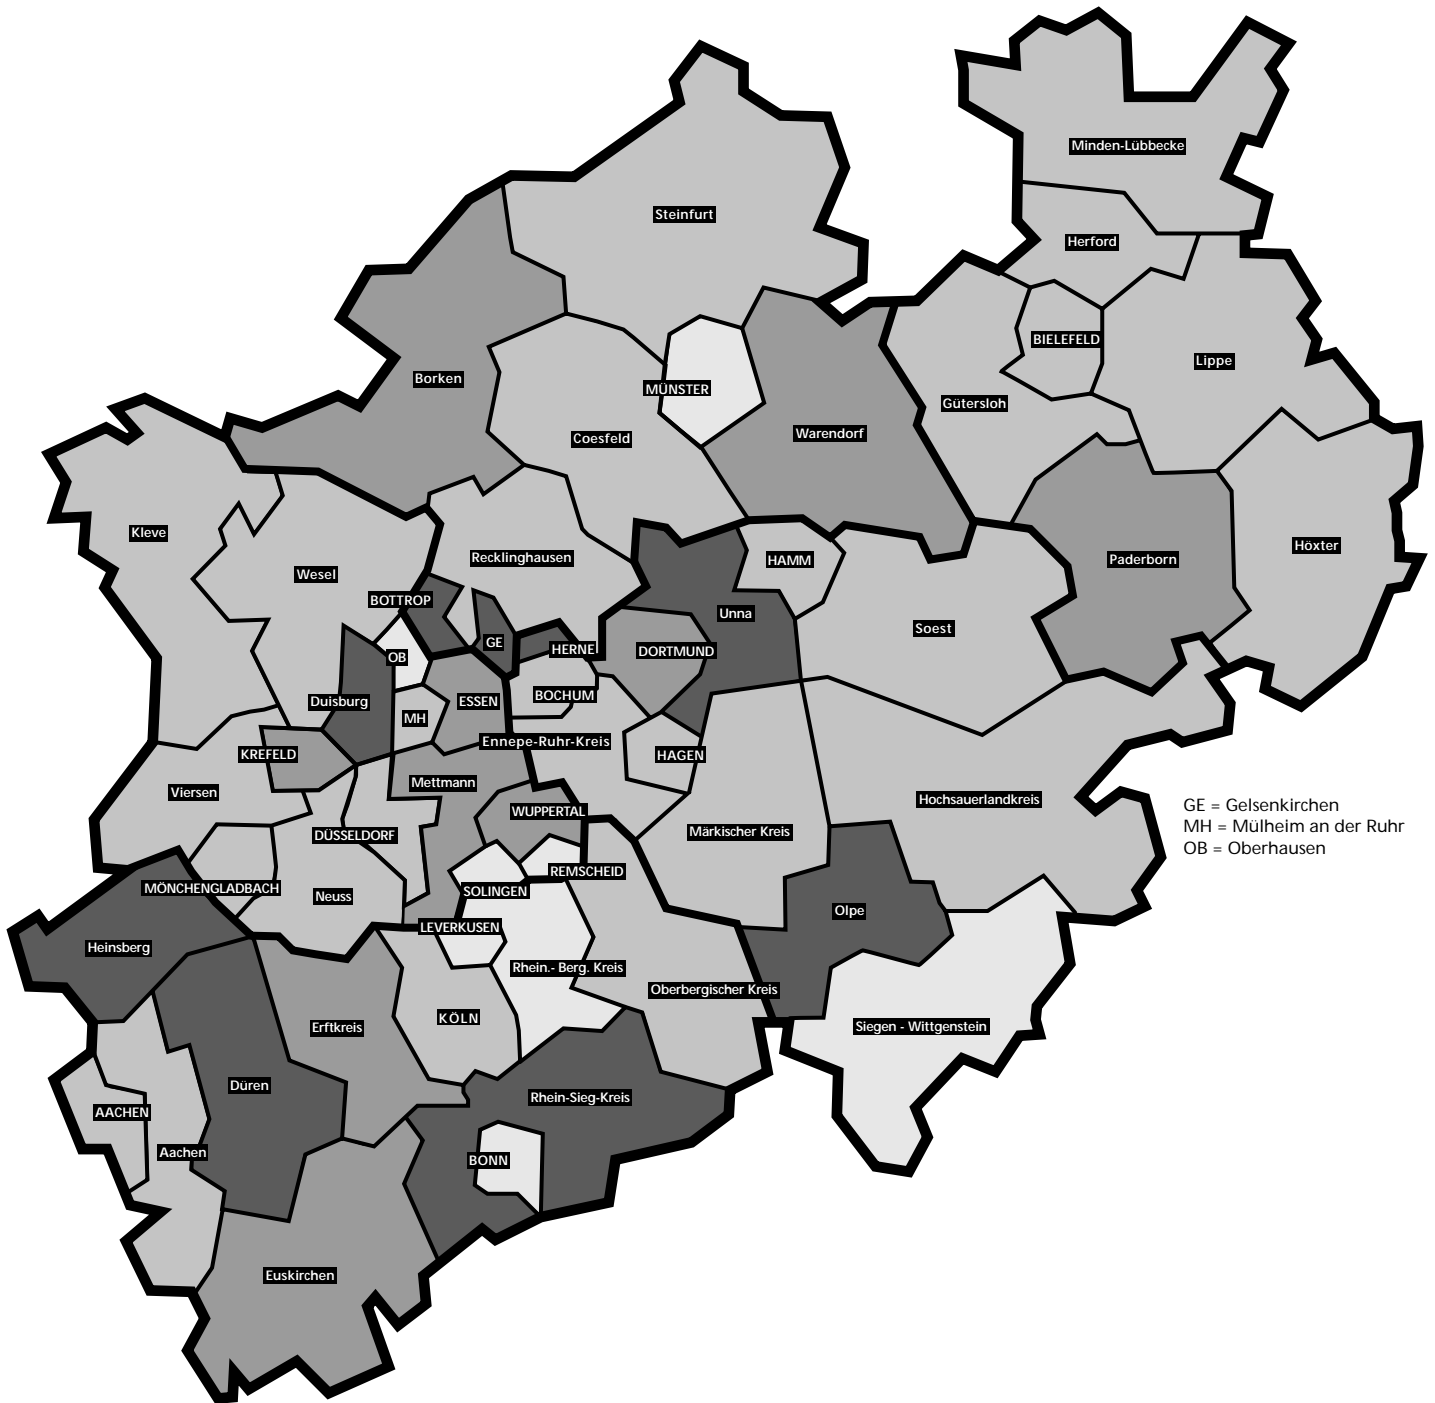 Minden-Lübbecke
Steinfurt
Herford
BIELEFELD
Lippe
Borken
MÜNSTER
Gütersloh
Coesfeld
Warendorf
Kleve
Höxter
Recklinghausen
HAMM
Paderborn
Wesel
BOTTROP
Unna
Soest
GE
HERNE
DORTMUND
OB
BOCHUM
Duisburg
ESSEN
MH
Ennepe-Ruhr-Kreis
KREFELD
HAGEN
Mettmann
Viersen
Hochsauerlandkreis
GE = Gelsenkirchen
MH = Mülheim an der Ruhr
OB = Oberhausen
WUPPERTAL
DÜSSELDORF
Märkischer Kreis
REMSCHEID
MÖNCHENGLADBACH
SOLINGEN
Neuss
Olpe
LEVERKUSEN
Heinsberg
Rhein.- Berg. Kreis
Oberbergischer Kreis
KÖLN
Erftkreis
Siegen - Wittgenstein
Düren
Rhein-Sieg-Kreis
AACHEN
Aachen
BONN
Euskirchen